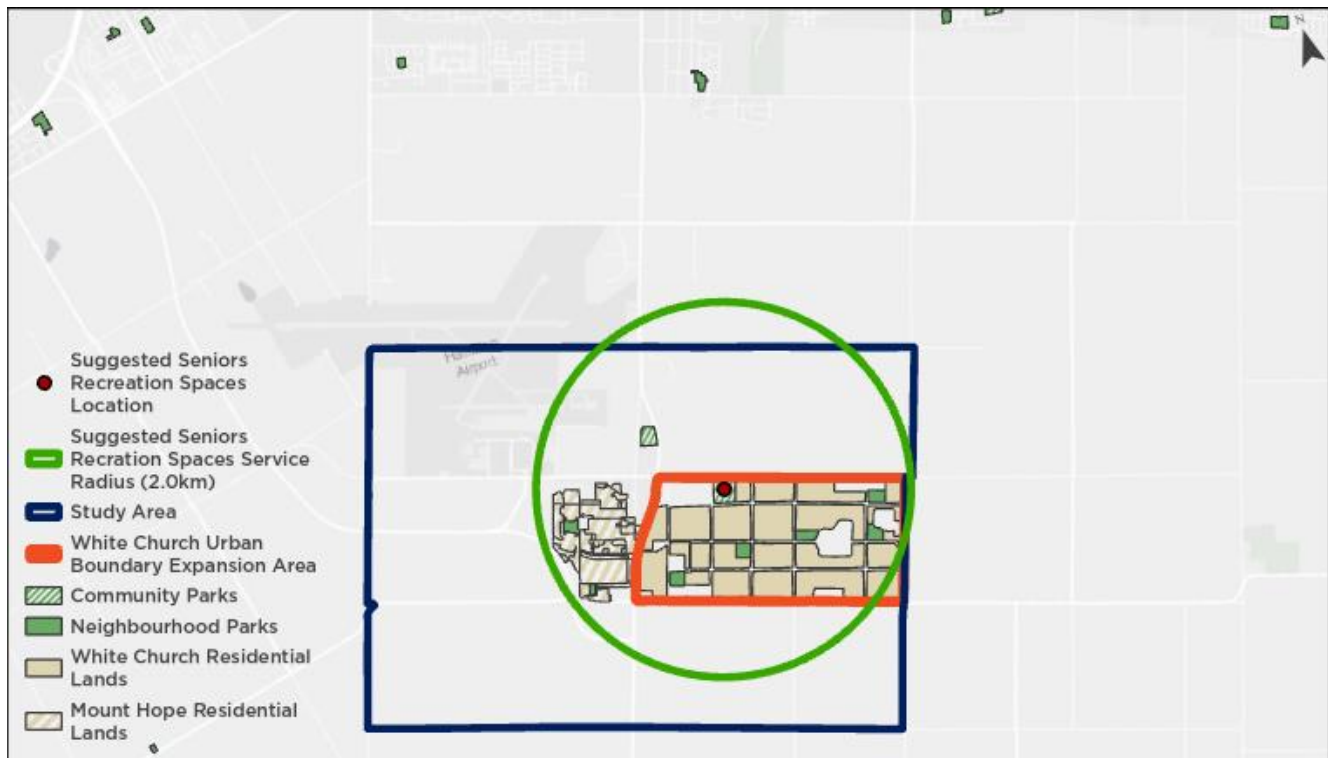 N
Airport
Suggested Seniors
Recreation Spaces
Location
Suggested Seniors
Recration Spaces Service
Radius (2.0km)
Study Area
White Church Urban
Boundary Expansion Area
Community Parks
Neighbourhood Parks
White Church Residential
Lands
Mount Hope Residential
Lands